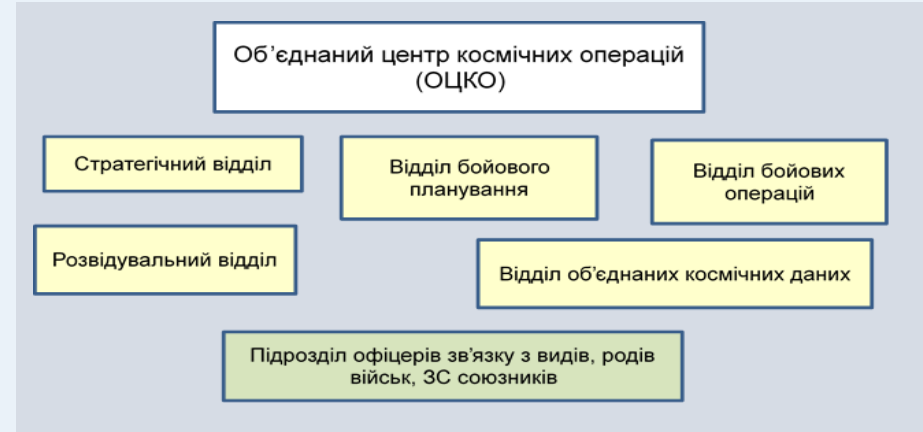 Об’єднаний центр космічних операцій
(ОЦКО)
Стратегічний відділ
Відділ бойового
планування
Відділ бойових
операцій
Розвідувальний відділ
Відділ об’єднаних космічних даних
Підрозділ офіцерів зв’язку з видів, родів
військ, ЗС союзників